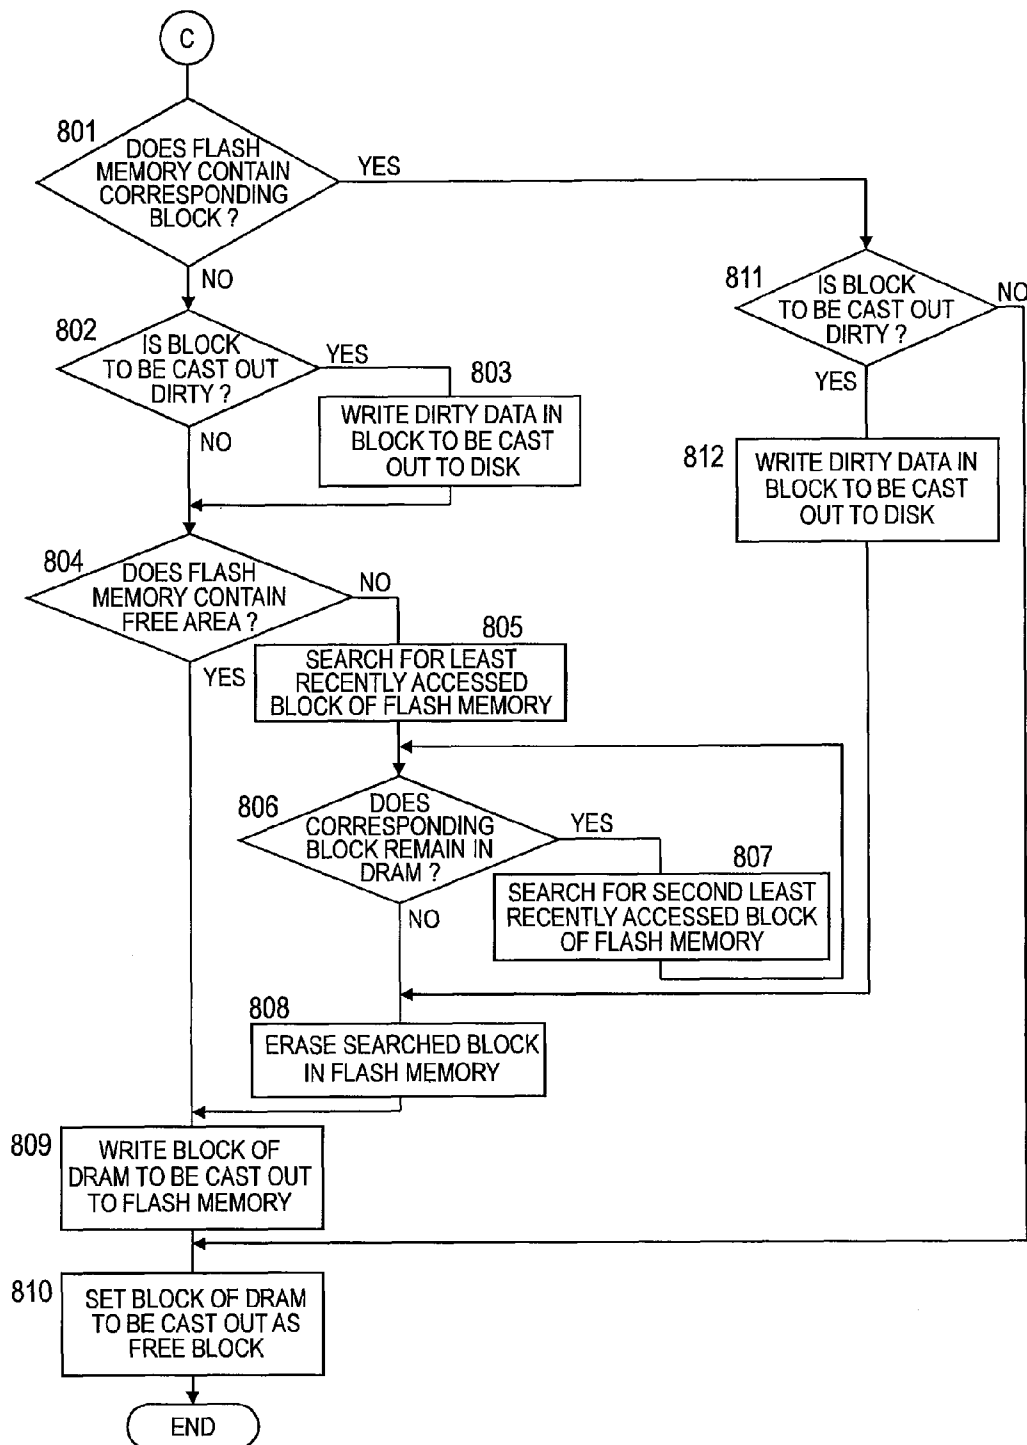 C
801
DOES FLASH
MEMORY CONTAIN
CORRESPONDING
BLOCK ?
YES
NO
811
IS BLOCK
TO BE CAST OUT
DIRTY ?
NO
YES
802
IS BLOCK
TO BE CAST OUT
DIRTY ?
YES
NO
803
WRITE DIRTY DATA IN
BLOCK TO BE CAST
OUT TO DISK
812
WRITE DIRTY DATA IN
BLOCK TO BE CAST
OUT TO DISK
804
DOES FLASH
MEMORY CONTAIN
FREE AREA ?
NO
YES
805
SEARCH FOR LEAST
RECENTLY ACCESSED
BLOCK OF FLASH MEMORY
806
DOES
CORRESPONDING
BLOCK REMAIN IN
DRAM ?
YES
NO
807
SEARCH FOR SECOND LEAST
RECENTLY ACCESSED BLOCK
OF FLASH MEMORY
808
ERASE SEARCHED BLOCK
IN FLASH MEMORY
809
WRITE BLOCK OF
DRAM TO BE CAST OUT
TO FLASH MEMORY
810
SET BLOCK OF DRAM
TO BE CAST OUT AS
FREE BLOCK
END